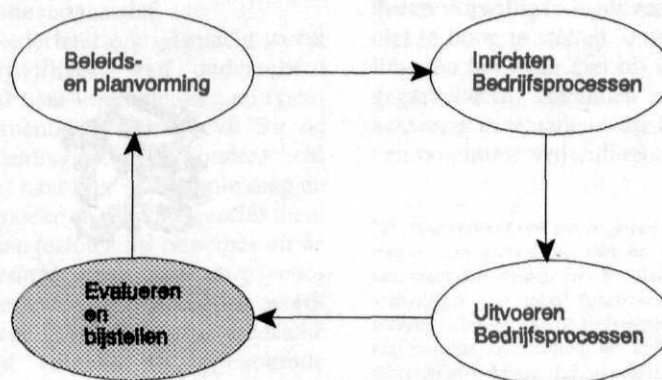 Beleids-
en planvorming
Inrichten
Bedrijfsprocessen
Evalueren
en
bijstellen
Uitvoeren
Bedrijfsprocessen